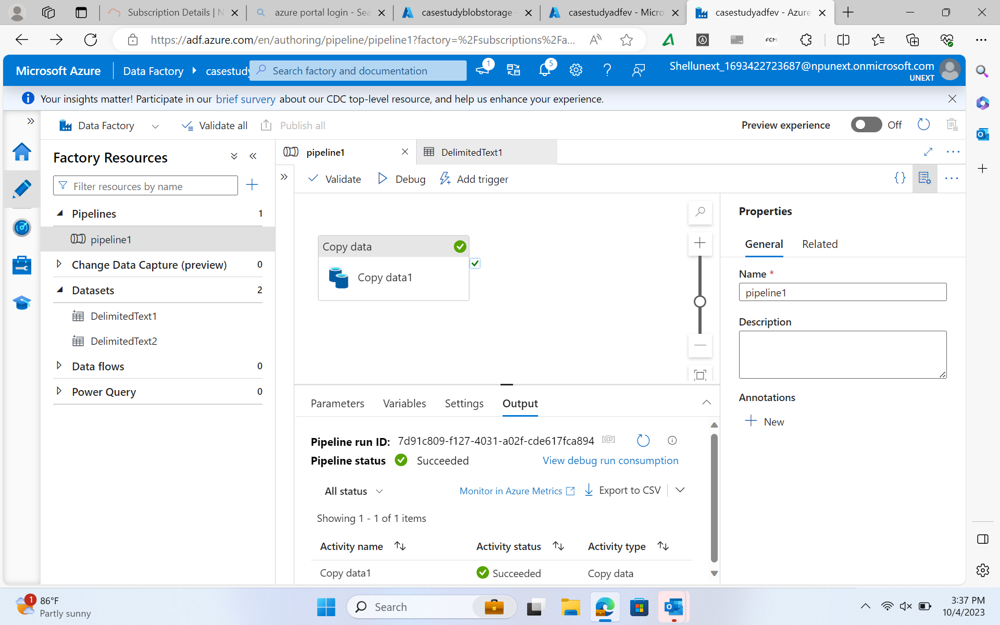 Subscription Details | N
azure portal login - Sea
casestudyblobstorage -
casestudyadfev - Micro
casestudyadfev - Azure
https://adf.azure.com/en/authoring/pipeline/pipeline1?factory=%2Fsubscriptions%2Fa...
FCM
Microsoft Azure
Data Factory
casestudy
Search factory and documentation
1
5
Shellunext_1693422723687@npunext.onmicrosoft.com
UNEXT
Your insights matter! Participate in our brief survery about our CDC top-level resource, and help us enhance your experience.
Data Factory
Validate all
Publish all
Preview experience
Off
Factory Resources
Filter resources by name
Pipelines 1
pipeline1
Change Data Capture (preview) 0
Datasets 2
DelimitedText1
DelimitedText2
Data flows 0
Power Query 0
pipeline1
DelimitedText1
Validate
Debug
Add trigger
Copy data
Copy data1
Properties
General
Related
Name *
pipeline1
Description
Annotations
New
Parameters
Variables
Settings
Output
Pipeline run ID: 7d91c809-f127-4031-a02f-cde617fca894 [@]
Pipeline status Succeeded
View debug run consumption
All status
Monitor in Azure Metrics
Export to CSV
Showing 1 - 1 of 1 items
Activity name
Activity status
Activity type
Copy data1
Succeeded
Copy data
1
86°F
Partly sunny
Search
3:37 PM
10/4/2023